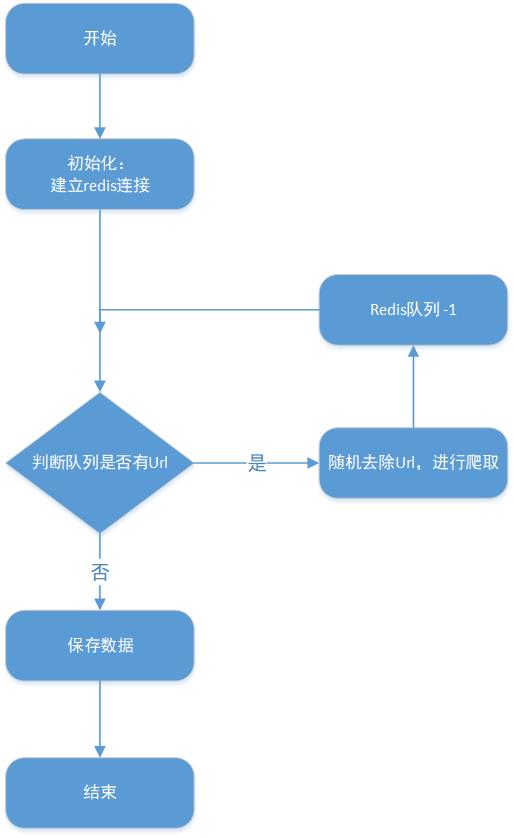 开始
初始化：
建立redis连接
Redis队列 -1
判断队列是否有Url
是
随机去除Url，进行爬取
否
保存数据
结束